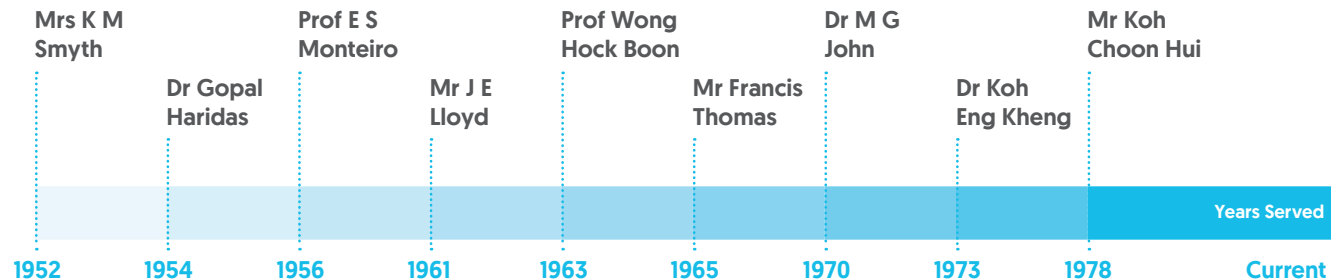 Mrs K M
Smyth
Prof E S
Monteiro
Prof Wong
Hock Boon
Dr M G
John
Mr Koh
Choon Hui
Dr Gopal
Haridas
Mr J E
Lloyd
Mr Francis
Thomas
Dr Koh
Eng Kheng
Years Served
1952 1954 1956 1961 1963 1965 1970 1973 1978 Current